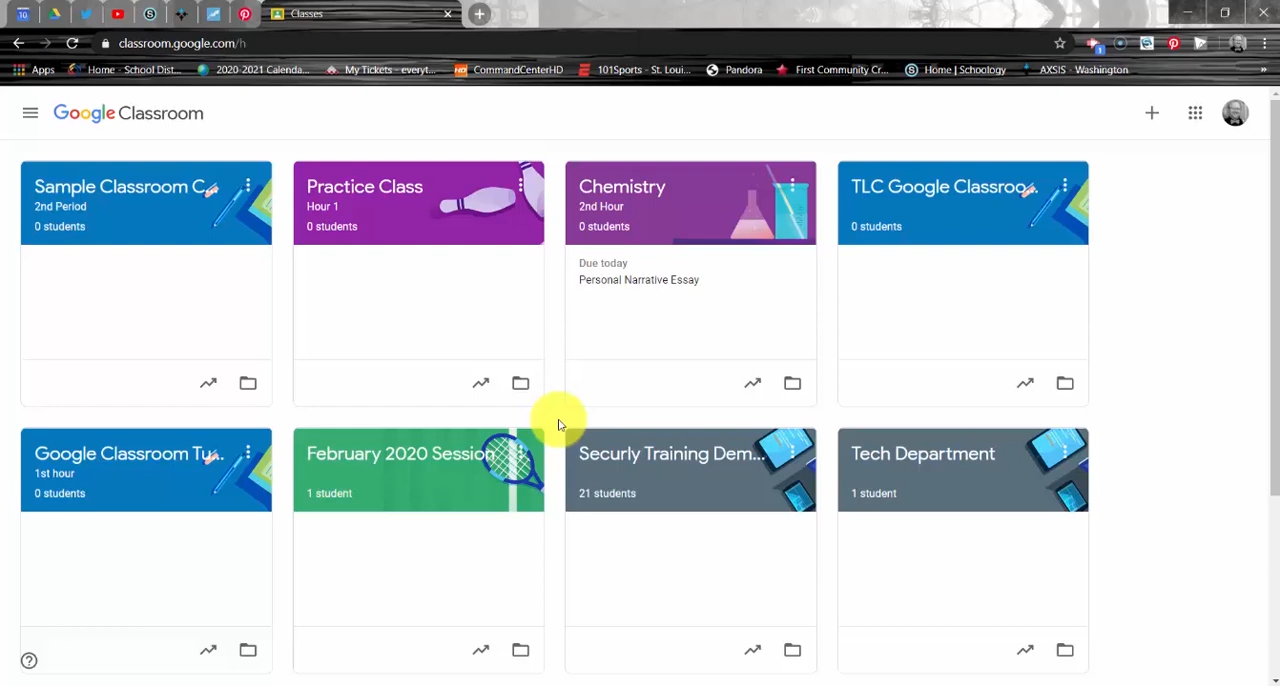 Classes
classroom.google.com/h
Apps
Home - School Dist...
2020-2021 Calenda...
My Tickets - everyt...
CommandCenterHD
101Sports - St. Loui...
Pandora
First Community Cr...
Home | Schoology
AXSIS - Washington
Google Classroom
Sample Classroom C...
2nd Period
0 students
Practice Class
Hour 1
0 students
Chemistry
2nd Hour
0 students
Due today
Personal Narrative Essay
TLC Google Classroo...
0 students
Google Classroom Tu...
1st hour
0 students
February 2020 Session
1 student
Securly Training Dem...
21 students
Tech Department
1 student